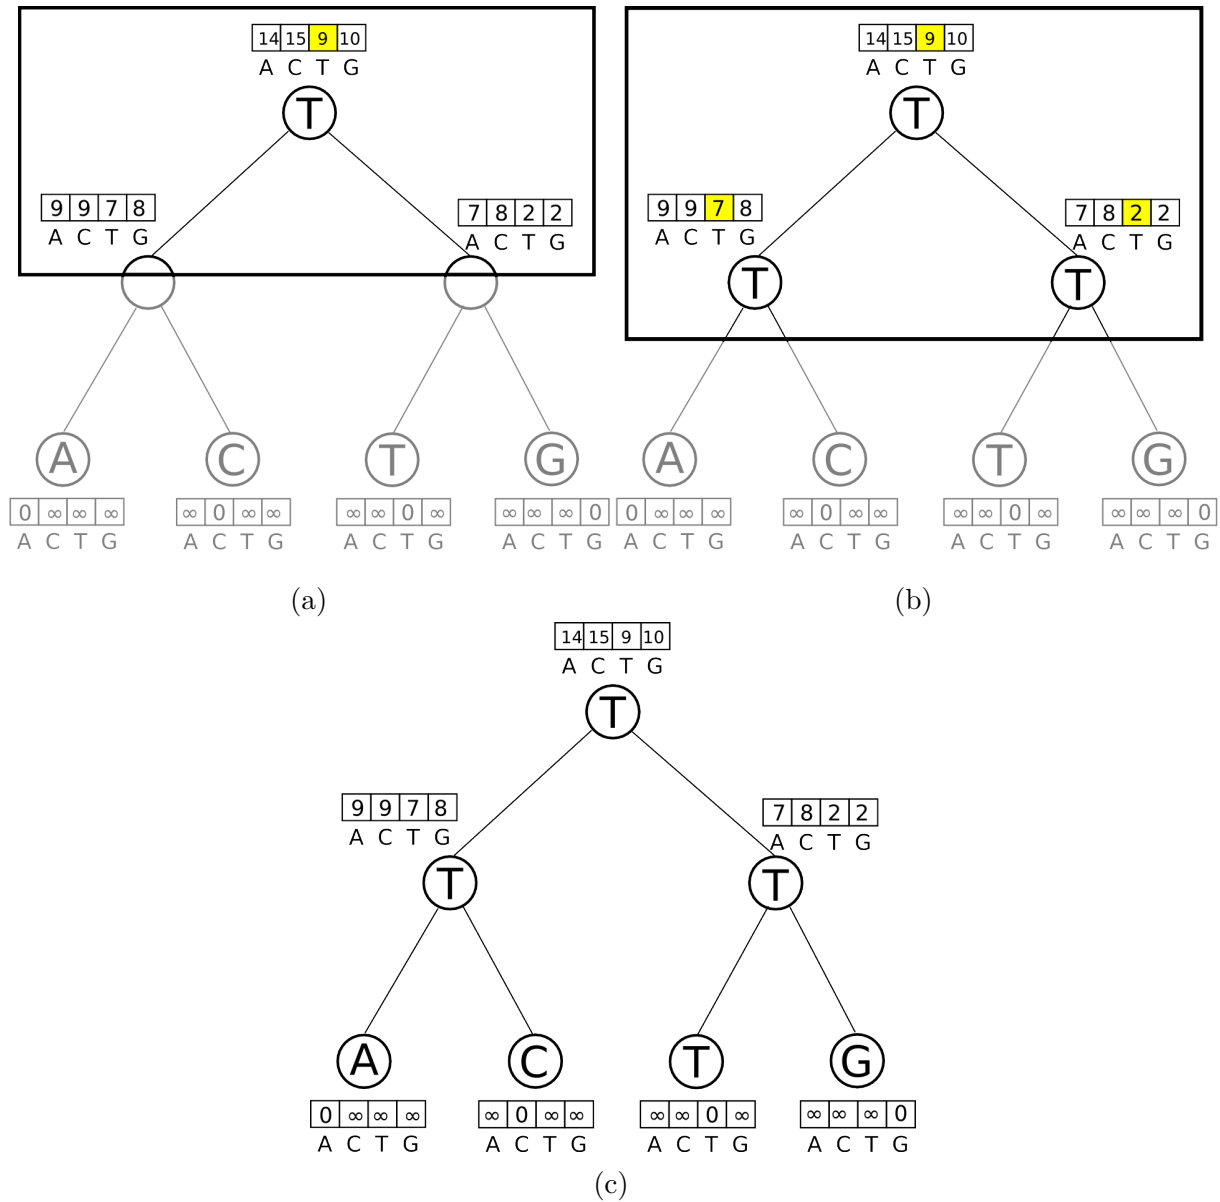 14 15 9 10 14 15 9 10
A C T G A C T G
T T
9 9 7 8 7 8 2 2 9 9 7 8 7 8 2 2
A C T G A C T G A C T G A C T G
T T
A C T G A C T G
0 ∞ ∞ ∞ ∞ 0 ∞ ∞ ∞ ∞ 0 ∞ ∞ ∞ ∞ 0 0 ∞ ∞ ∞ ∞ 0 ∞ ∞ ∞ ∞ 0 ∞ ∞ ∞ ∞ 0
A C T G A C T G A C T G A C T G A C T G A C T G A C T G A C T G
(a) (b)
14 15 9 10
A C T G
T
9 9 7 8 7 8 2 2
A C T G A C T G
T T
A C T G
0 ∞ ∞ ∞ ∞ 0 ∞ ∞ ∞ ∞ 0 ∞ ∞ ∞ ∞ 0
A C T G A C T G A C T G A C T G
(c)